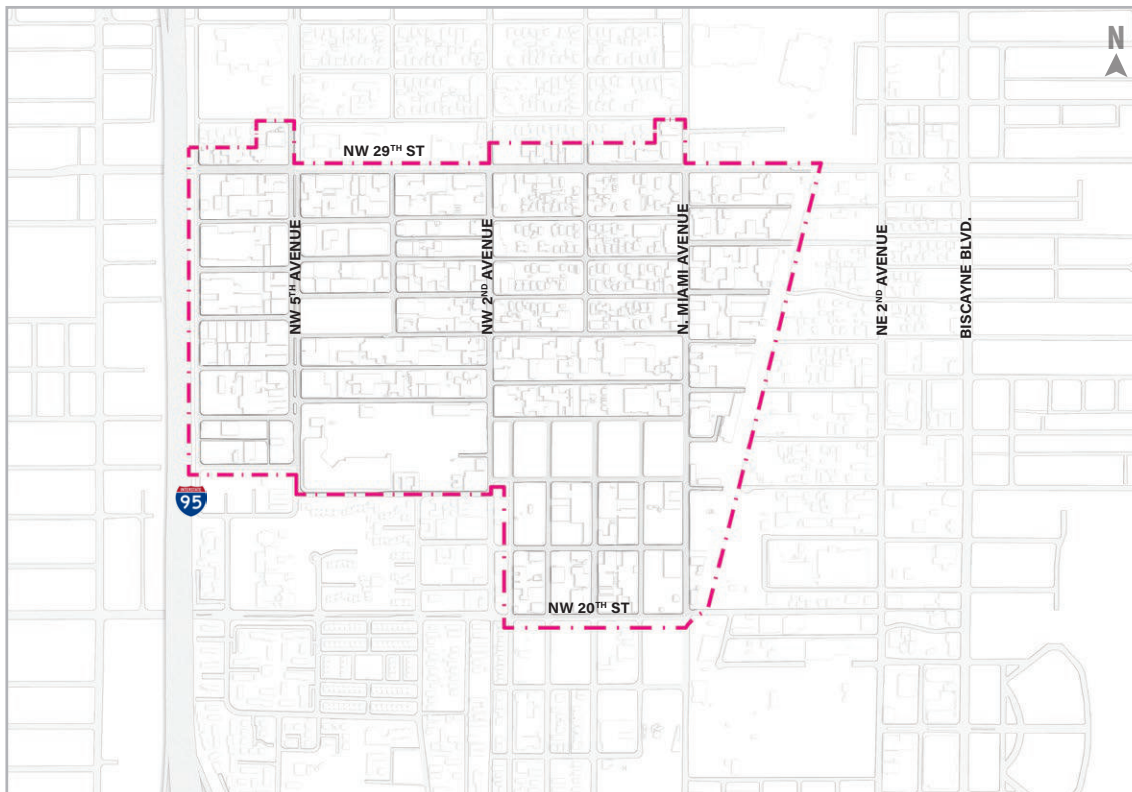 N
NW 29TH ST
NW 5TH AVENUE
NW 2ND AVENUE
N. MIAMI AVENUE
NE 2ND AVENUE
BISCAYNE BLVD.
INTERSTATE
95
NW 20TH ST